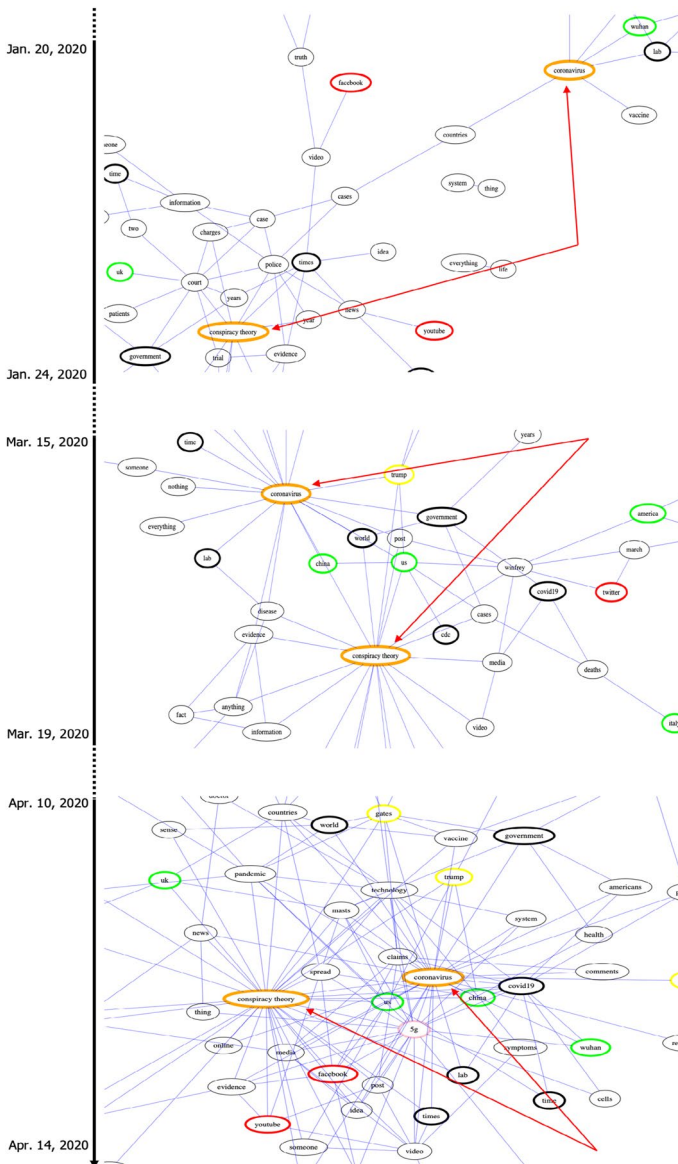 Jan. 20, 2020
wuhan
lab
truth
coronavirus
facebook
vaccine
countries
time
video
system
thing
cases
information
case
two
charges
idea
times
police
everything
life
uk
court
years
patients
year
news
conspiracy theory
youtube
government
trial
evidence
Jan. 24, 2020
Mar. 15, 2020
years
time
someone
trump
nothing
coronavirus
america
government
everything
world
post
march
lab
china
us
winfrey
covid19
twitter
disease
cases
evidence
cdc
conspiracy theory
media
deaths
anything
fact
italy
information
video
Mar. 19, 2020
Apr. 10, 2020
doctor
countries
gates
sense
world
government
vaccine
pandemic
trump
uk
technology
americans
masts
system
news
health
claims
spread
coronavirus
comments
covid19
conspiracy theory
us
china
thing
5g
online
media
symptoms
wuhan
facebook
lab
evidence
post
cells
time
idea
times
youtube
someone
video
Apr. 14, 2020